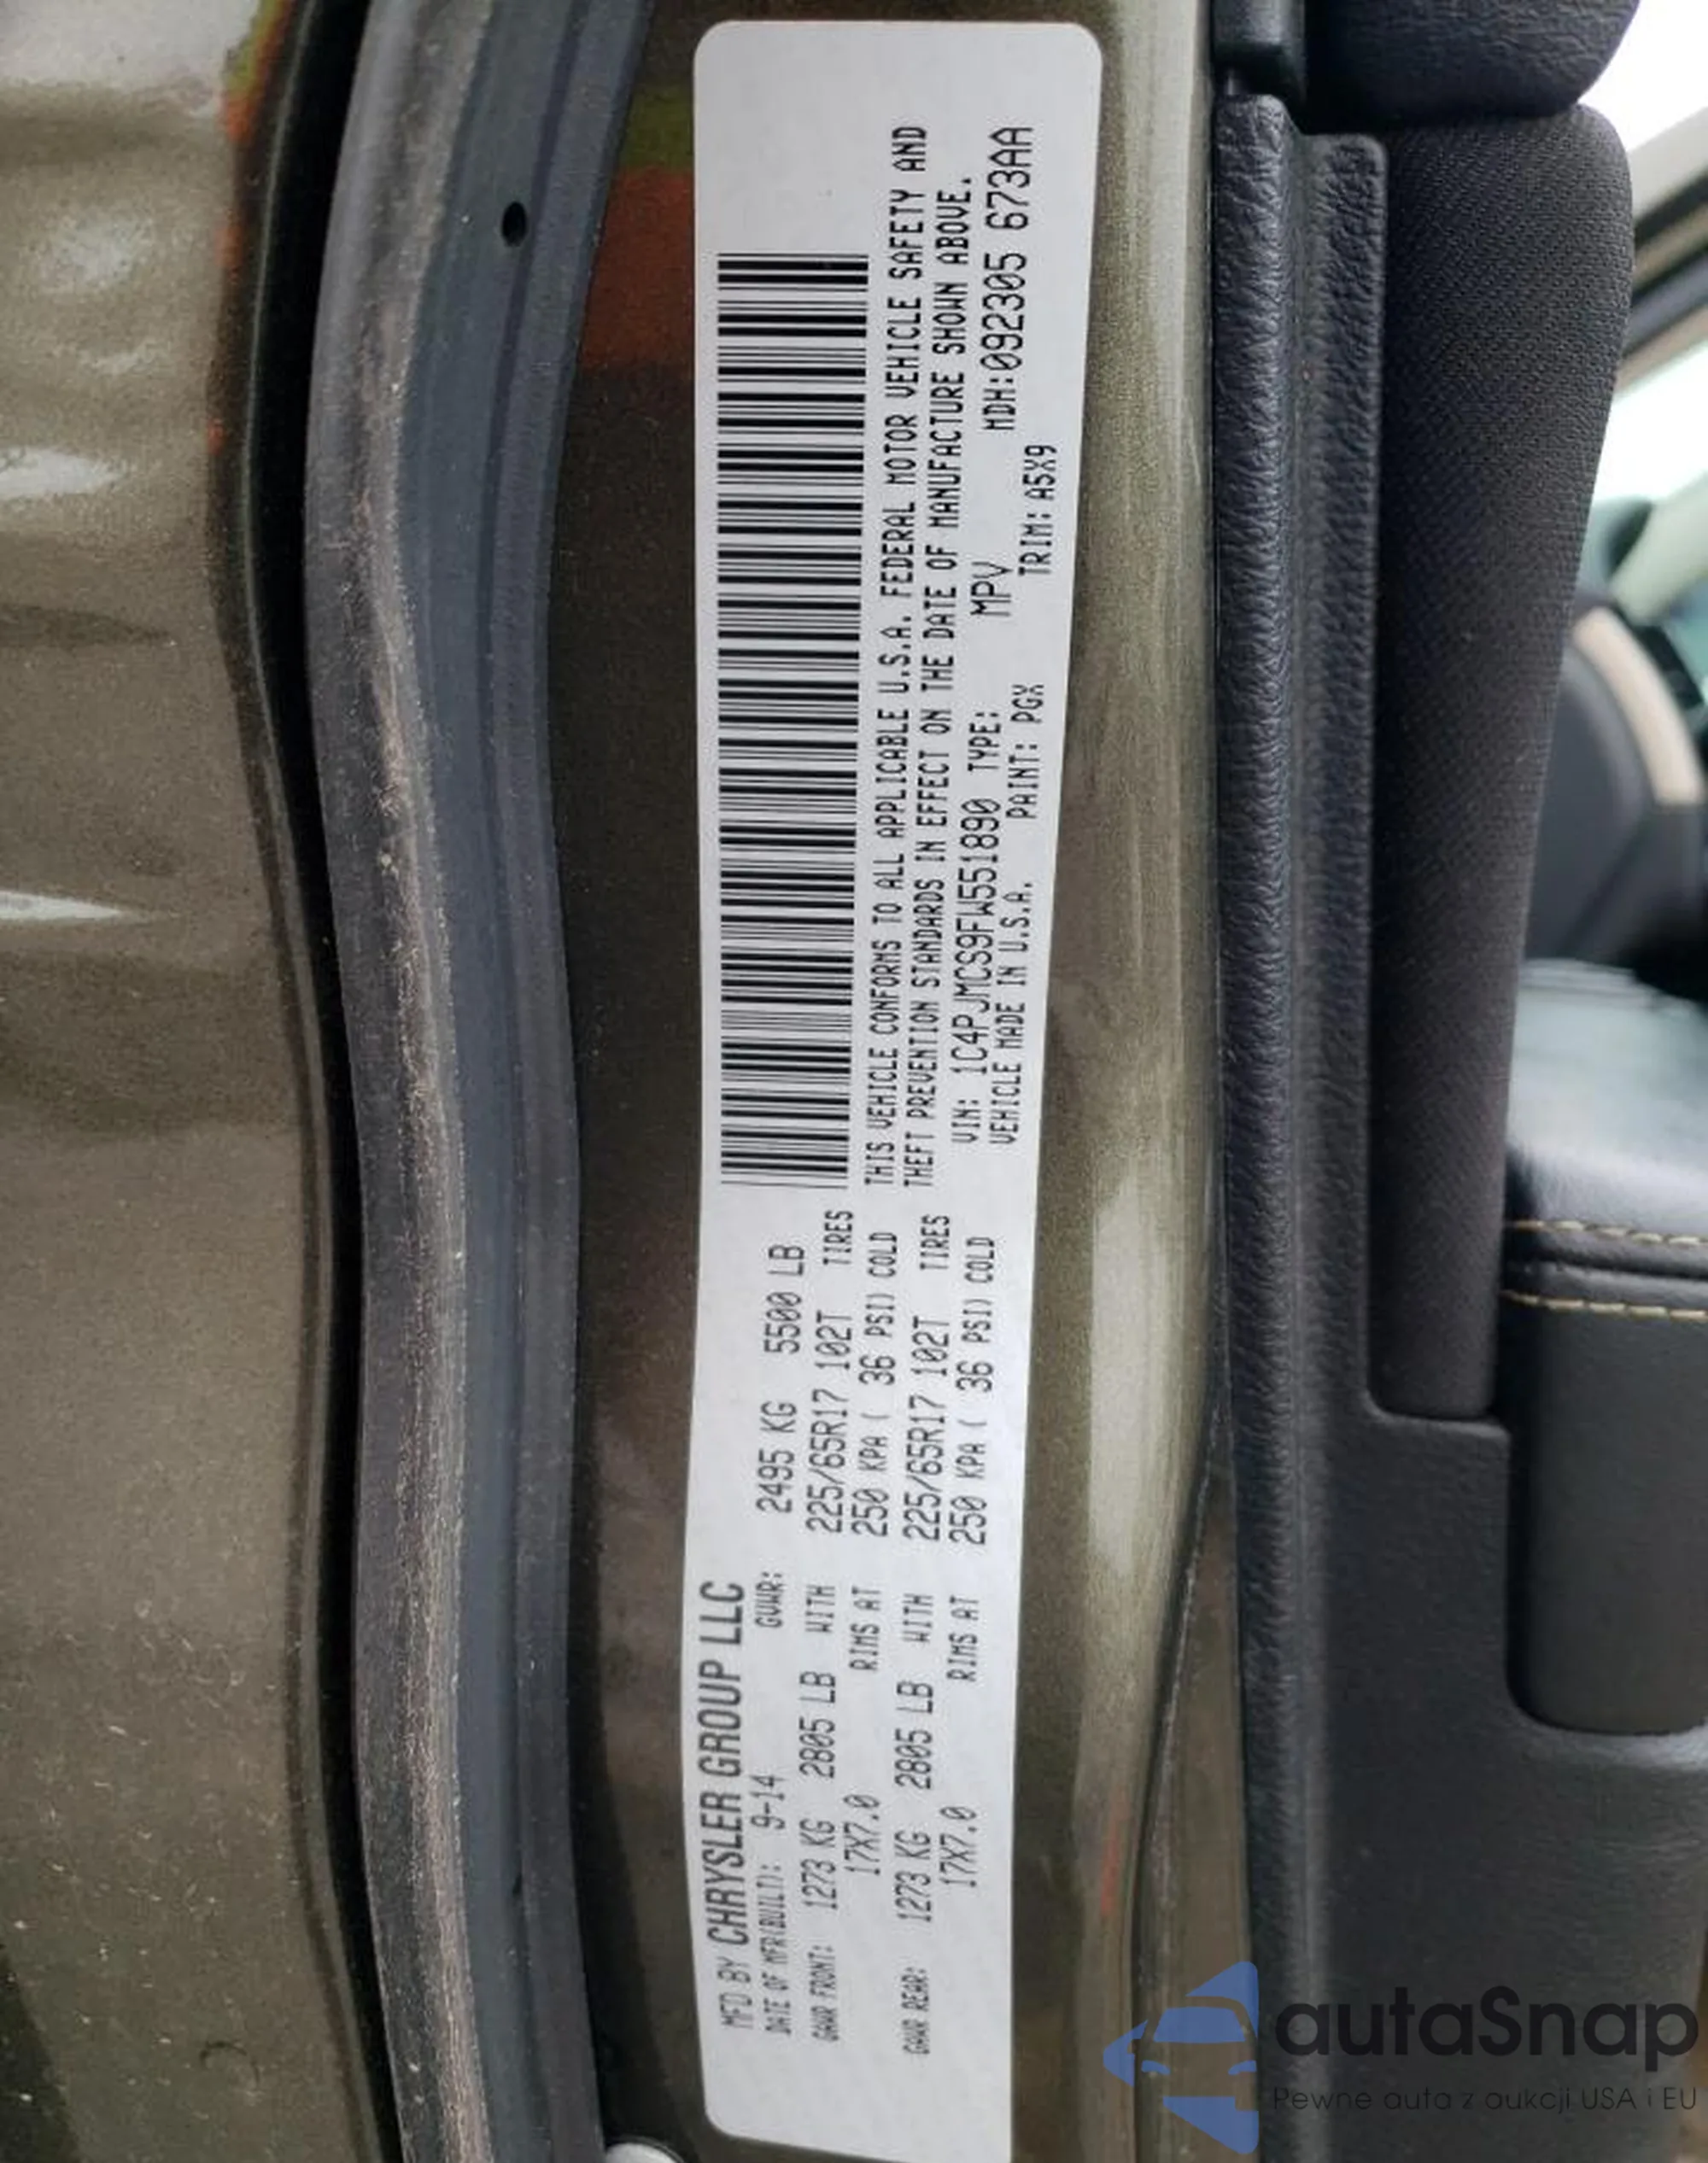 MFD BY CHRYSLER GROUP LLC
DATE OF MFR(BUILT): 9-14 GVWR: 2495 KG 5500 LB
GAWR FRONT: 1273 KG 2805 LB WITH 225/65R17 102T TIRES
17X7.0 RIMS AT 250 KPA ( 36 PSI) COLD
GAWR REAR: 1273 KG 2805 LB WITH 225/65R17 102T TIRES
17X7.0 RIMS AT 250 KPA ( 36 PSI) COLD
THIS VEHICLE CONFORMS TO ALL APPLICABLE U.S.A. FEDERAL MOTOR VEHICLE SAFETY AND
THEFT PREVENTION STANDARDS IN EFFECT ON THE DATE OF MANUFACTURE SHOWN ABOVE.
VIN: 1C4PJMCS9FW551890 TYPE: MPV MDH:092305 673AA
VEHICLE MADE IN U.S.A. PAINT: PGX TRIM: A5X9
autaSnap
Pewne auta z aukcji USA i EU